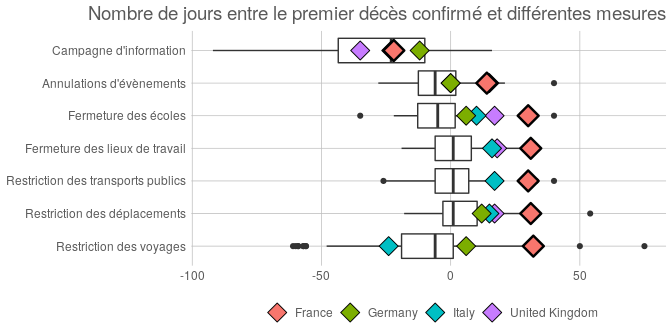 Nombre de jours entre le premier décès confirmé et différentes mesures
Campagne d'information
Annulations d'évènements
Fermeture des écoles
Fermeture des lieux de travail
Restriction des transports publics
Restriction des déplacements
Restriction des voyages
-100 -50 0 50
France Germany Italy United Kingdom